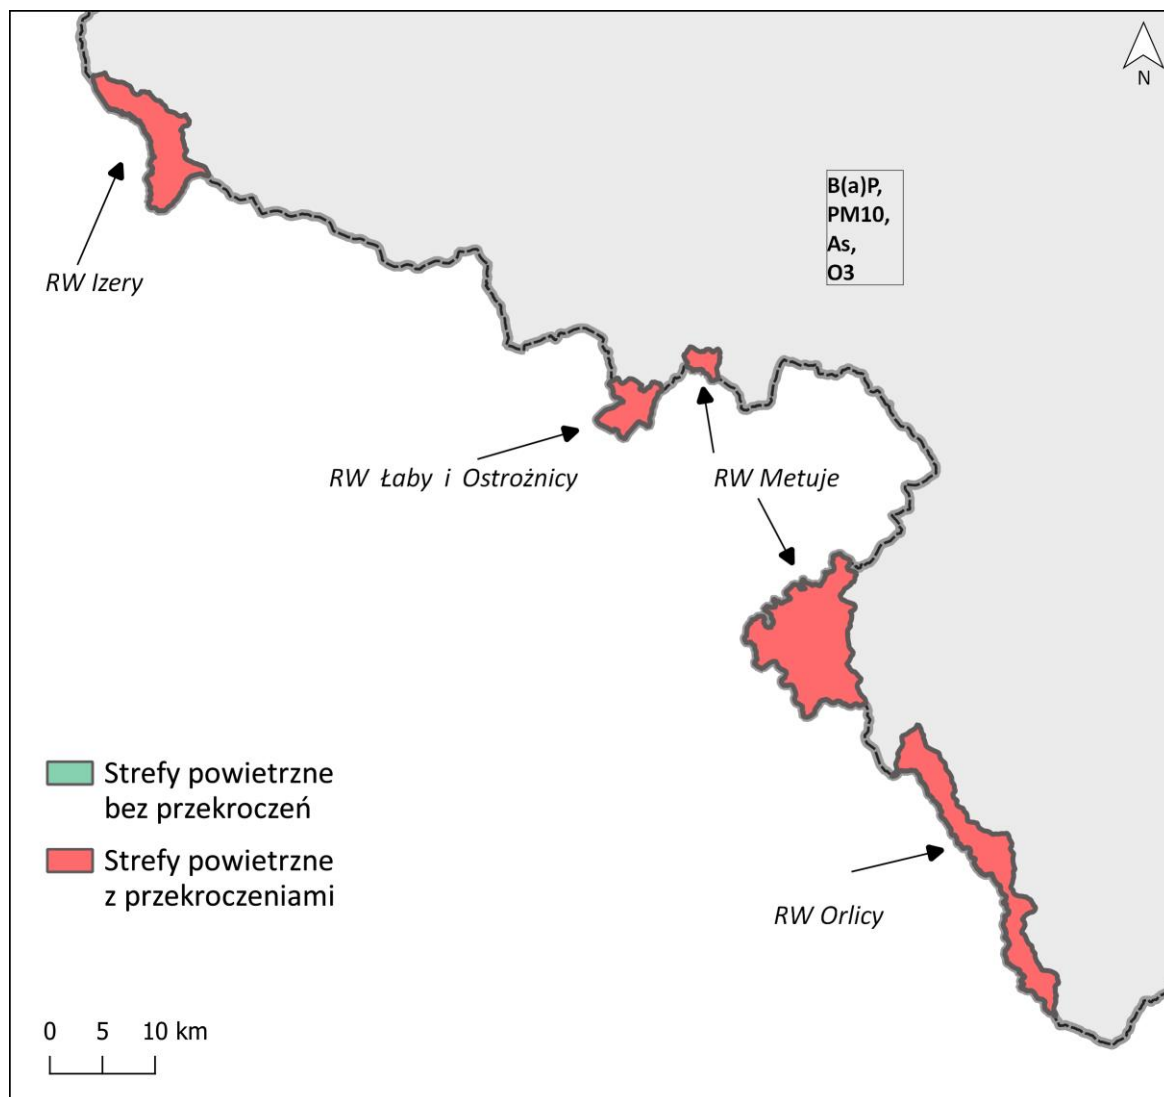 N
B(a)P,
PM10,
As,
O3
RW Izery
RW Łaby i Ostrożnicy
RW Metuje
Strefy powietrzne
bez przekroczeń
Strefy powietrzne
z przekroczeniami
RW Orlicy
0 5 10 km